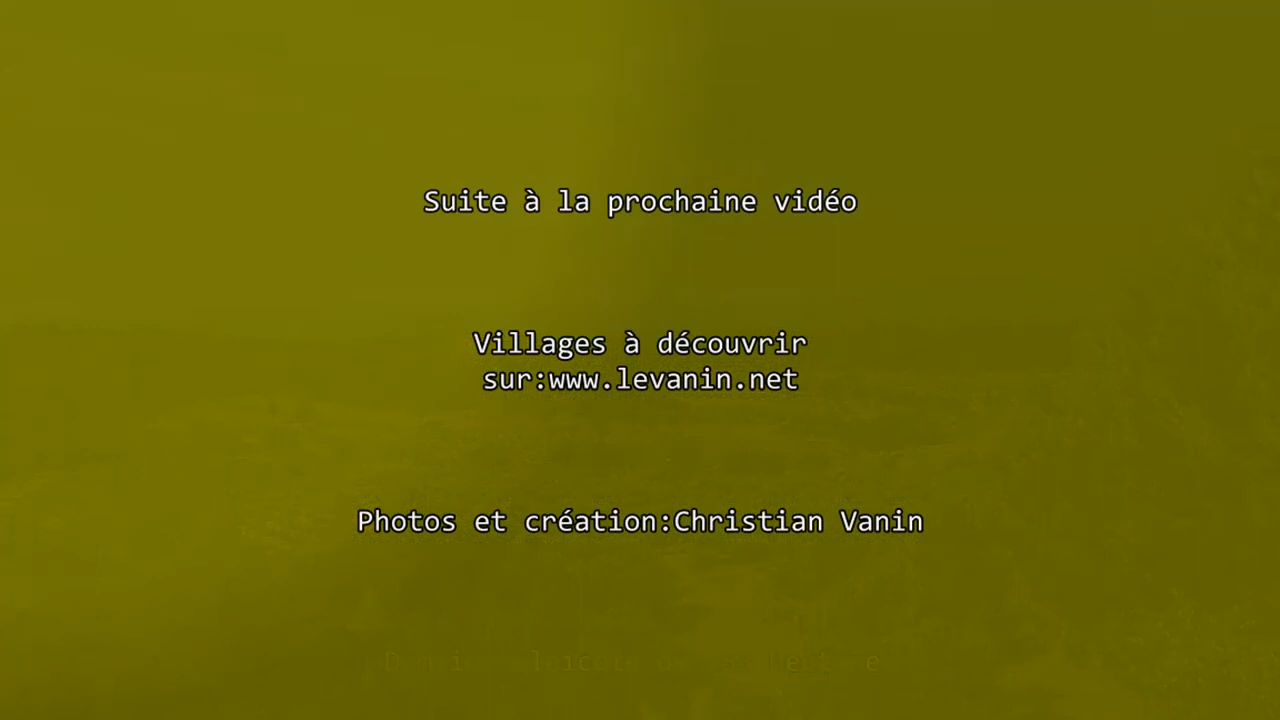 Suite à la prochaine vidéo
Villages à découvrir
sur:www.levanin.net
Photos et création:Christian Vanin